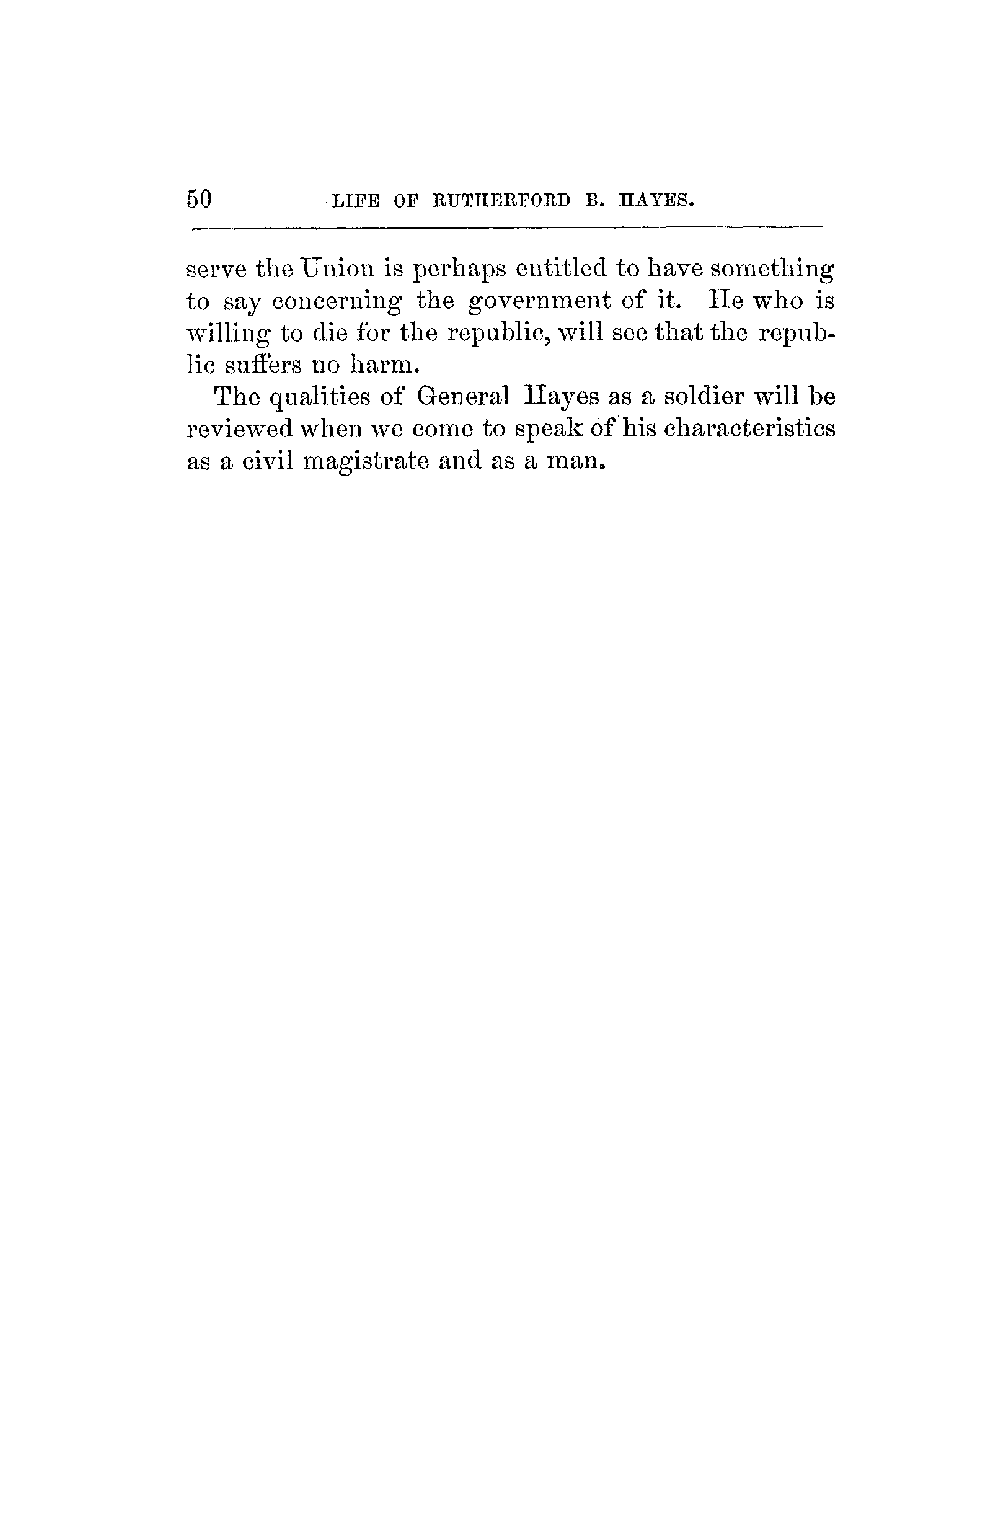 50 LIFE OF RUTHERFORD B. HAYES.
serve the Union is perhaps entitled to have something
to say concerning the government of it. He who is
willing to die for the republic, will see that the repub-
lic suffers no harm.
The qualities of General Hayes as a soldier will be
reviewed when we come to speak of his characteristics
as a civil magistrate and as a man.